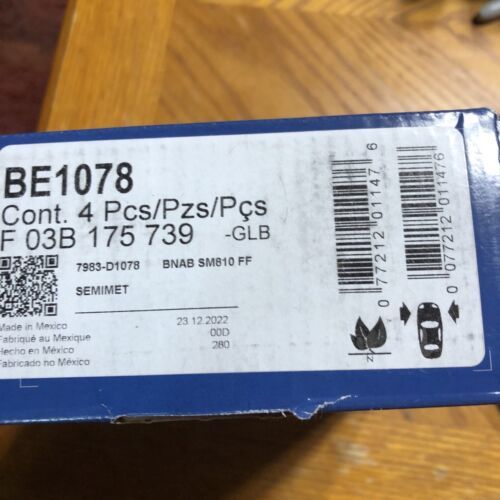 BE1078
Cont. 4 Pcs/Pzs/Pçs
F 03B 175 739 -GLB
7983-D1078 BNAB SM810 FF
SEMIMET
Made in Mexico
Fabriqué au Mexique
Hecho en México
Fabricado no México
23.12.2022
00D
280
0 77212 01147 6
0 0077212 011476